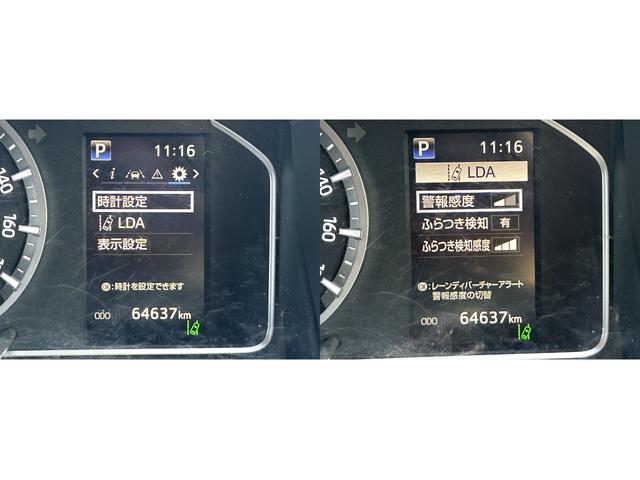 P 11:16
時計設定
LDA
表示設定
OK:時計を設定できます
ODO 64637km
140
160
P 11:16
LDA
警報感度
ふらつき検知 有
ふらつき検知感度
OK:レーンディパーチャーアラート
警報感度の切替
ODO 64637km
140
160